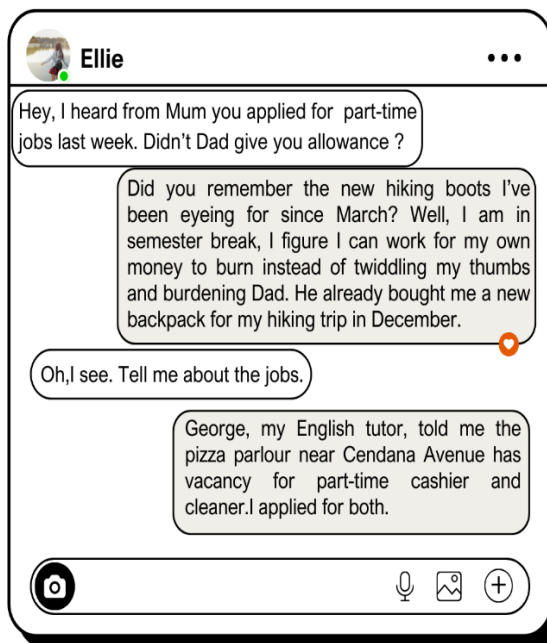 Ellie
Hey, I heard from Mum you applied for part-time
jobs last week. Didn’t Dad give you allowance ?
Did you remember the new hiking boots I’ve
been eyeing for since March? Well, I am in
semester break, I figure I can work for my own
money to burn instead of twiddling my thumbs
and burdening Dad. He already bought me a new
backpack for my hiking trip in December.
Oh,I see. Tell me about the jobs.
George, my English tutor, told me the
pizza parlour near Cendana Avenue has
vacancy for part-time cashier and
cleaner.I applied for both.